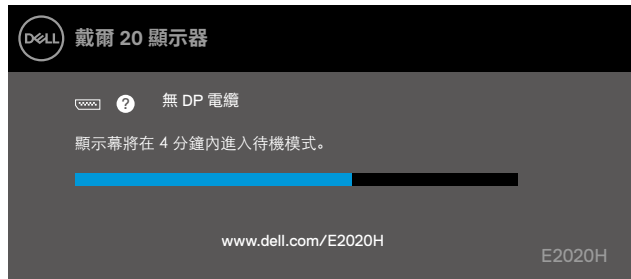 DELL 戴爾 20 顯示器
? 無 DP 電纜
顯示幕將在 4 分鐘內進入待機模式。
www.dell.com/E2020H
E2020H